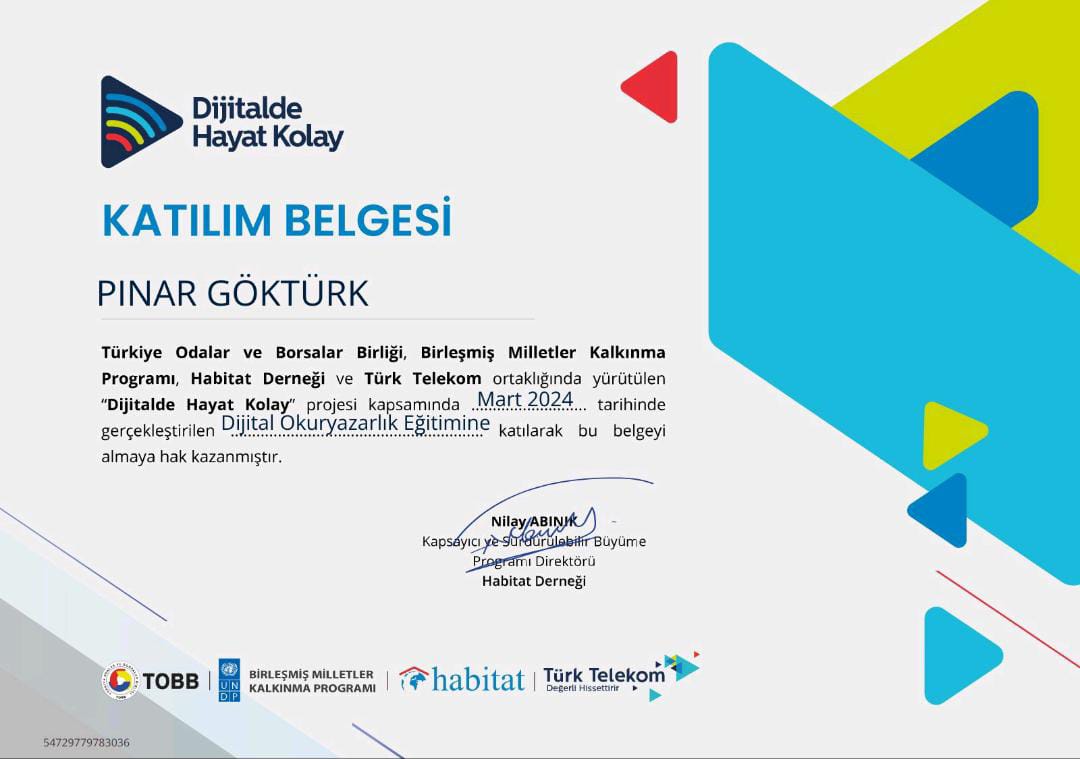 Dijitalde
Hayat Kolay
KATILIM BELGESİ
PINAR GÖKTÜRK
Türkiye Odalar ve Borsalar Birliği, Birleşmiş Milletler Kalkınma
Programı, Habitat Derneği ve Türk Telekom ortaklığında yürütülen
“Dijitalde Hayat Kolay” projesi kapsamında Mart 2024 tarihinde
gerçekleştirilen Dijital Okuryazarlık Eğitimine katılarak bu belgeyi
almaya hak kazanmıştır.
Nilay ABINIK
Kapsayıcı ve Sürdürülebilir Büyüme
Programı Direktörü
Habitat Derneği
TOBB
UNDP
BİRLEŞMİŞ MİLLETLER
KALKINMA PROGRAMI
habitat
Türk Telekom
Değerli Hissettirir
54729779783036